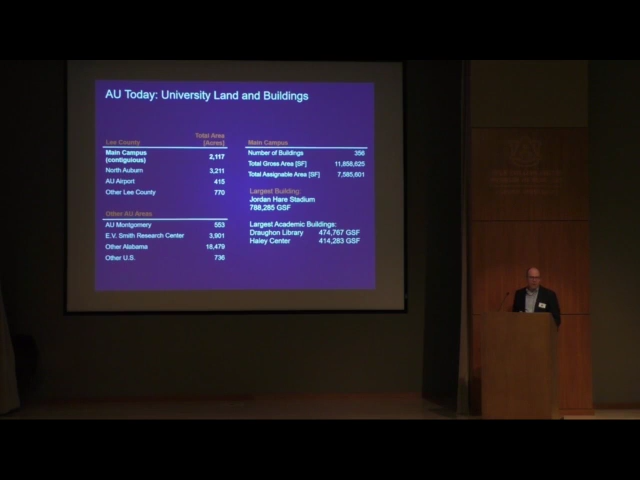 AU Today: University Land and Buildings
Lee County Total Area [Acres]
Main Campus (contiguous) 2,117
North Auburn 3,211
AU Airport 415
Other Lee County 770
Other AU Areas
AU Montgomery 553
E.V. Smith Research Center 3,901
Other Alabama 16,479
Other U.S. 736
Main Campus
Number of Buildings 356
Total Gross Area [SF] 11,858,625
Total Assignable Area [SF] 7,585,601
Largest Building:
Jordan Hare Stadium
788,285 GSF
Largest Academic Buildings:
Draughon Library 474,767 GSF
Haley Center 414,283 GSF